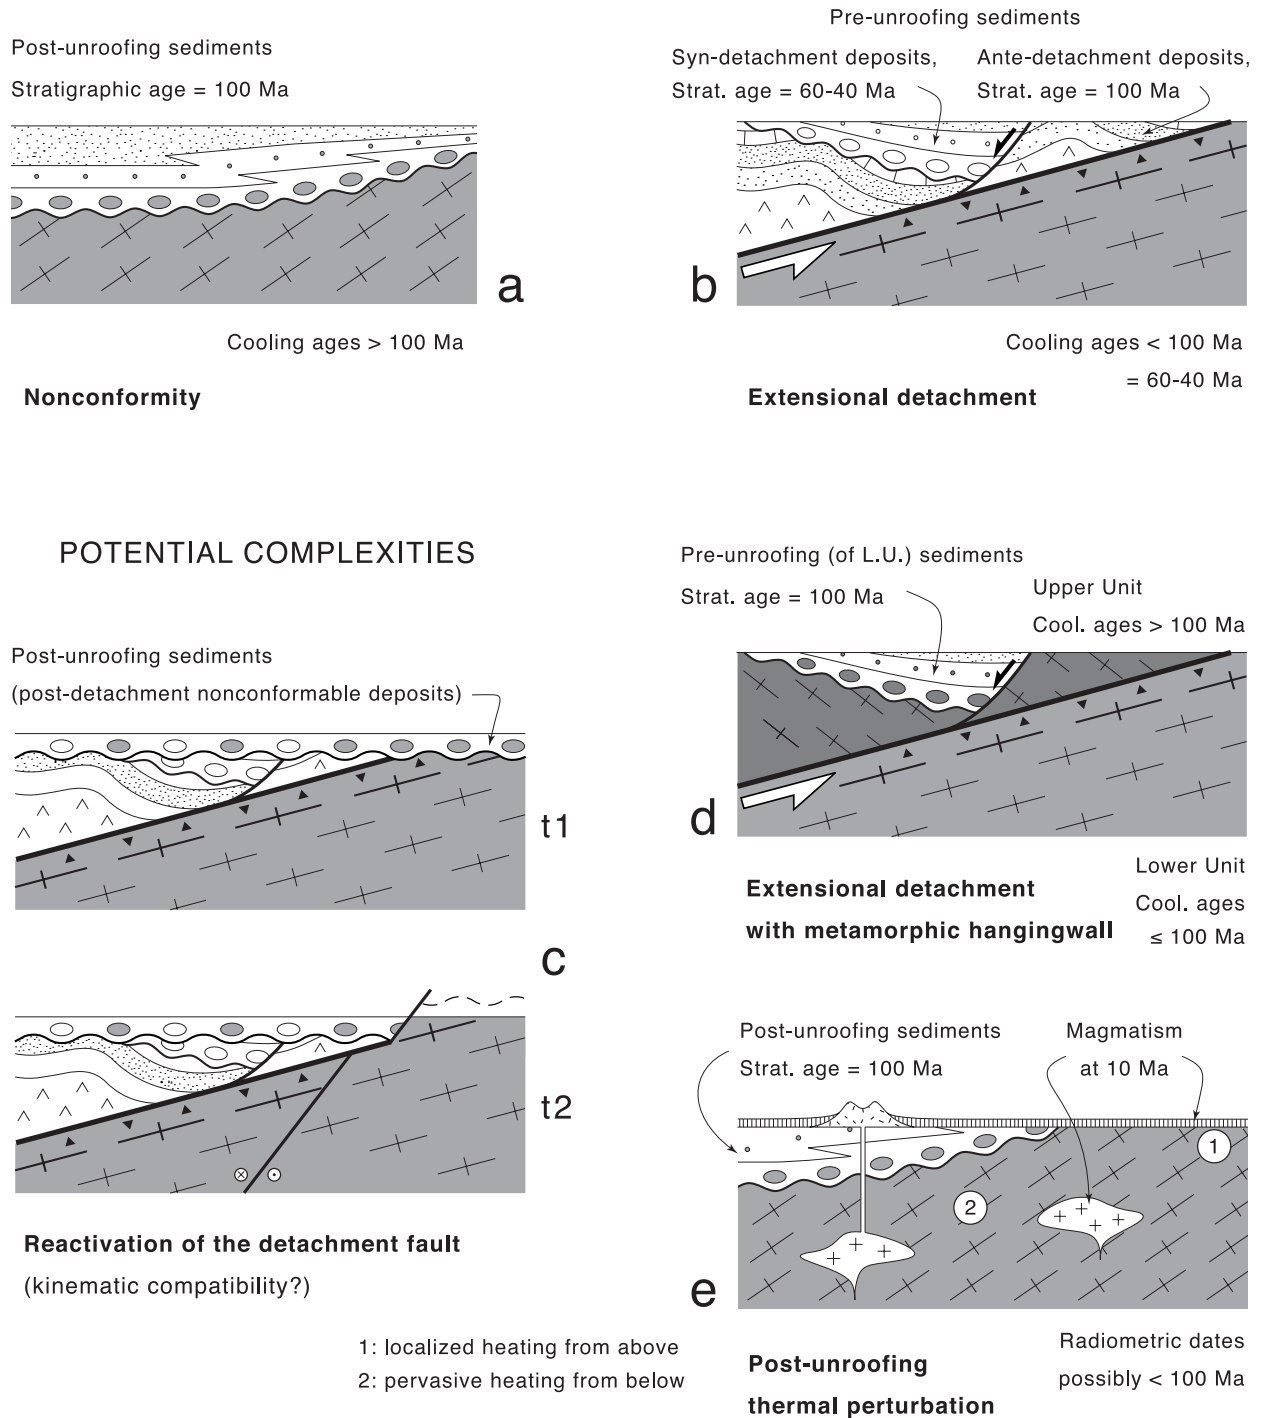 Post-unroofing sediments
Stratigraphic age = 100 Ma
a
Cooling ages > 100 Ma
Nonconformity
Pre-unroofing sediments
Syn-detachment deposits,
Strat. age = 60-40 Ma
Ante-detachment deposits,
Strat. age = 100 Ma
b
Cooling ages < 100 Ma
= 60-40 Ma
Extensional detachment
POTENTIAL COMPLEXITIES
Post-unroofing sediments
(post-detachment nonconformable deposits)
t1
c
t2
Reactivation of the detachment fault
(kinematic compatibility?)
Pre-unroofing (of L.U.) sediments
Strat. age = 100 Ma
Upper Unit
Cool. ages > 100 Ma
d
Extensional detachment
with metamorphic hangingwall
Lower Unit
Cool. ages
≤ 100 Ma
Post-unroofing sediments
Strat. age = 100 Ma
Magmatism
at 10 Ma
1
2
e
1: localized heating from above
2: pervasive heating from below
Post-unroofing
thermal perturbation
Radiometric dates
possibly < 100 Ma